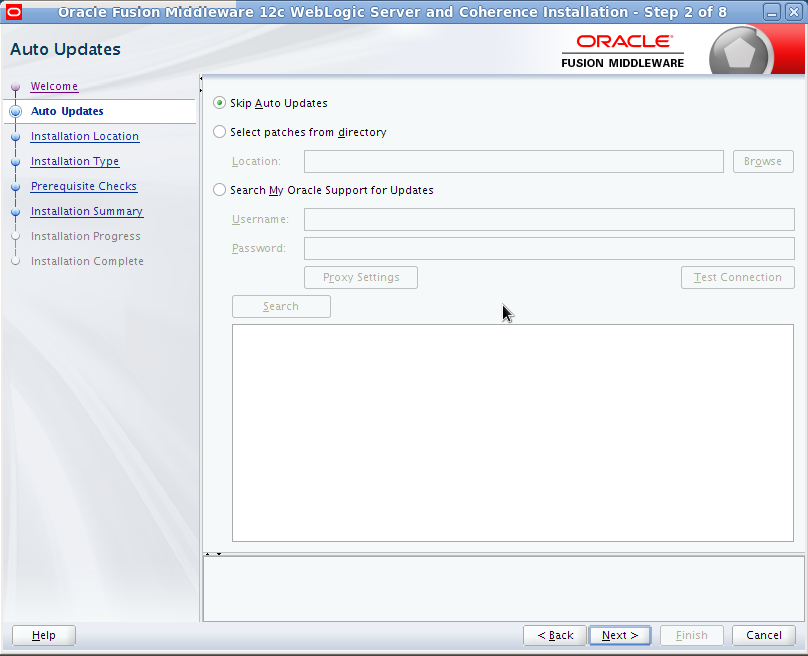 Oracle Fusion Middleware 12c WebLogic Server and Coherence Installation - Step 2 of 8
Auto Updates
ORACLE®
FUSION MIDDLEWARE
Welcome
Auto Updates
Installation Location
Installation Type
Prerequisite Checks
Installation Summary
Installation Progress
Installation Complete
Skip Auto Updates
Select patches from directory
Location: Browse
Search My Oracle Support for Updates
Username:
Password:
Proxy Settings Test Connection
Search
Help < Back Next > Finish Cancel